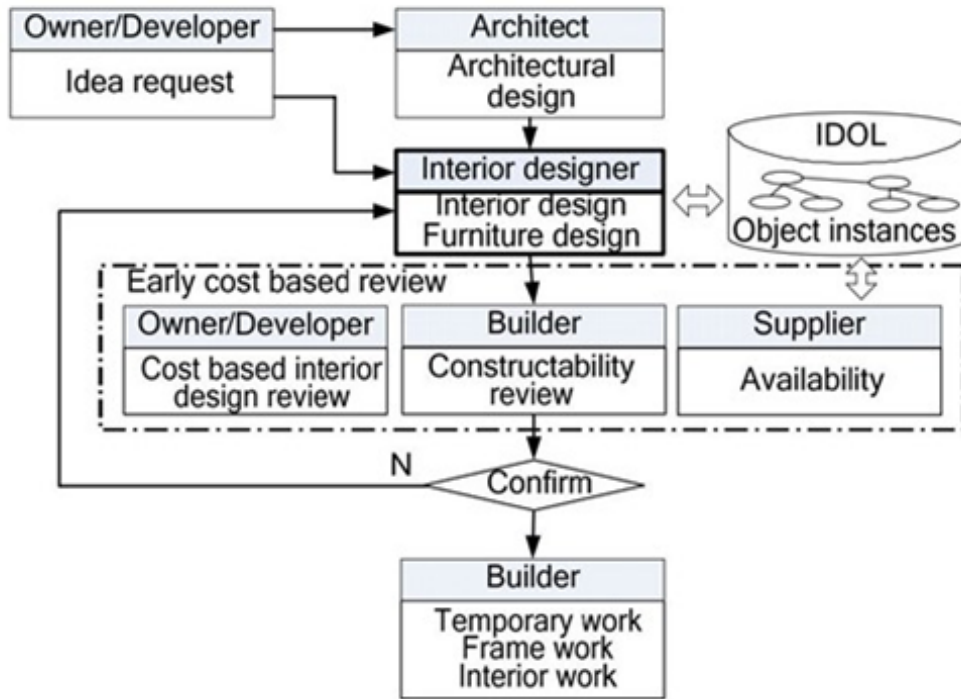 Owner/Developer
Idea request
Architect
Architectural
design
Interior designer
Interior design
Furniture design
IDOL
Object instances
Early cost based review
Owner/Developer
Cost based interior
design review
Builder
Constructability
review
Supplier
Availability
N
Confirm
Builder
Temporary work
Frame work
Interior work